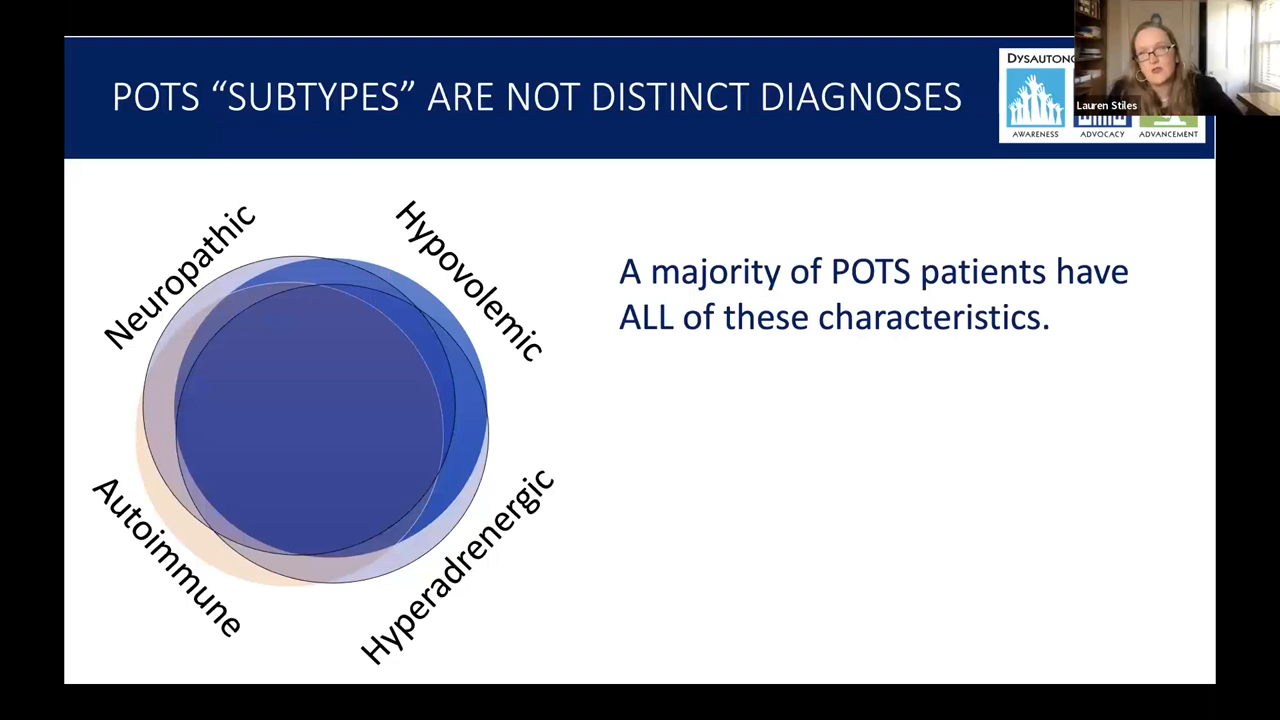 POTS “SUBTYPES” ARE NOT DISTINCT DIAGNOSES
DYSAUTONO
Lauren Stiles
AWARENESS
ADVOCACY
ADVANCEMENT
Neuropathic
Hypovolemic
A majority of POTS patients have
ALL of these characteristics.
Autoimmune
Hyperadrenergic